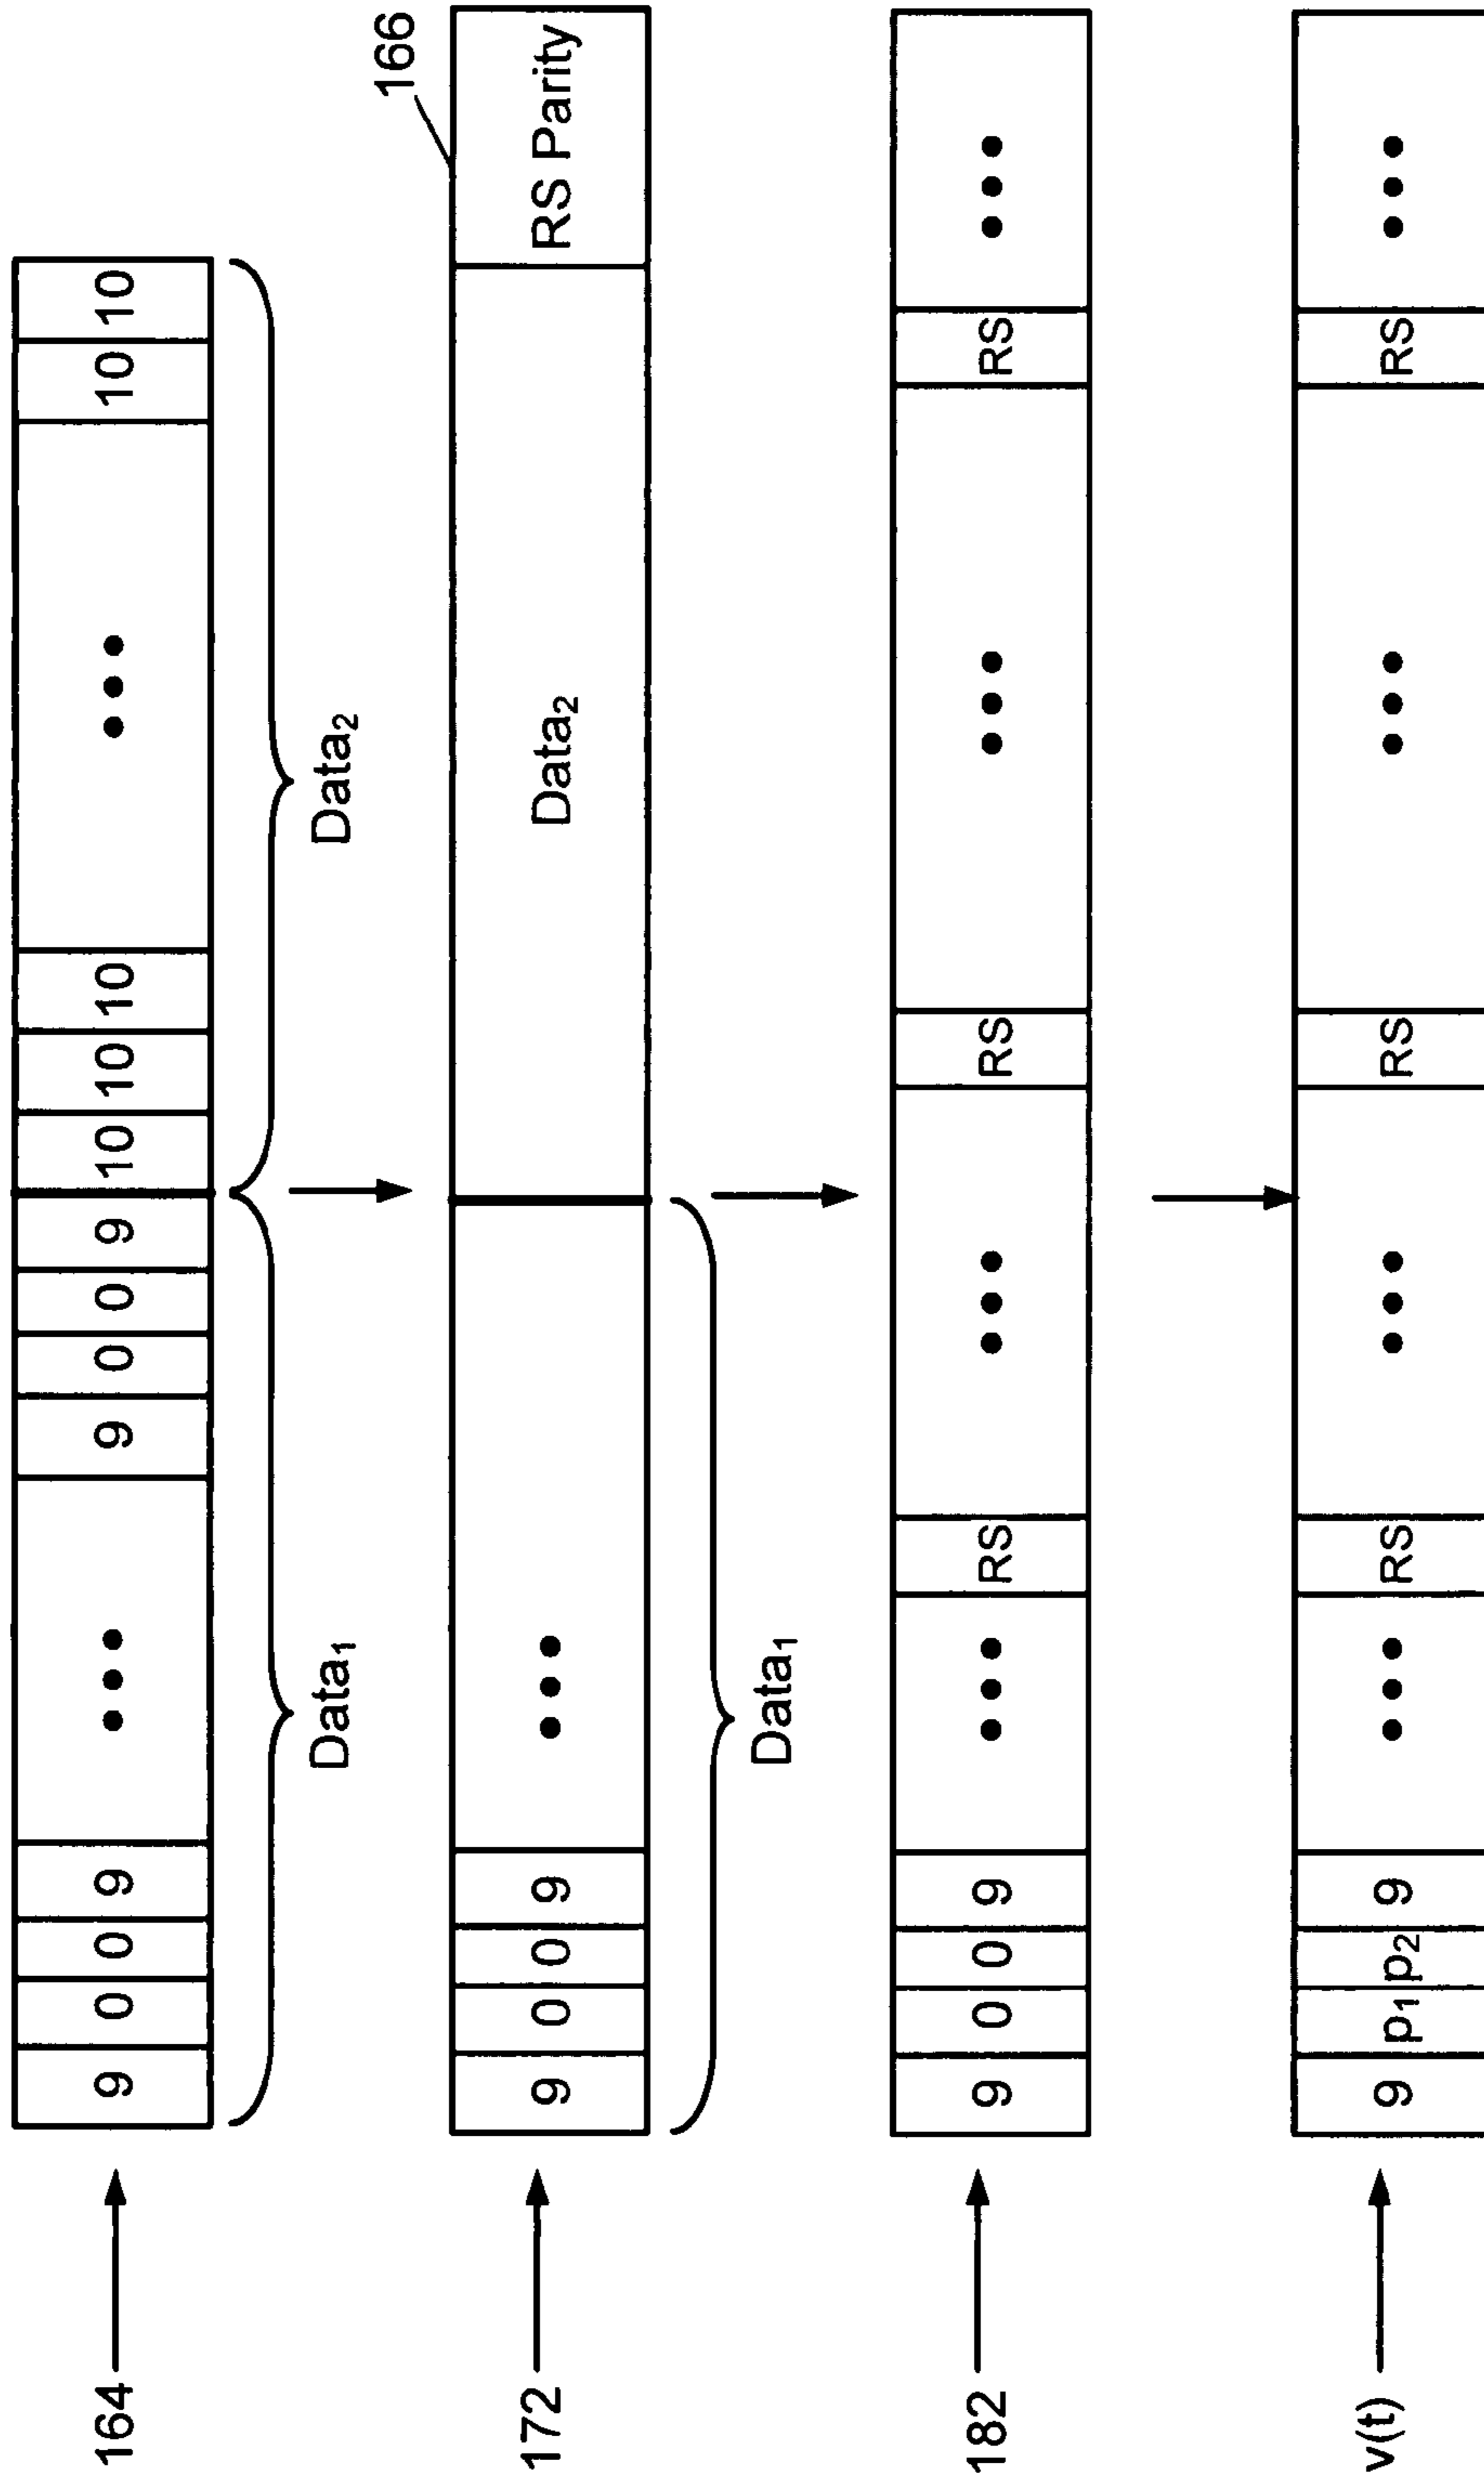 164
9 0 0 9 ••• 9 0 0 9 10 10 10 ••• 10 10
Data₁ Data₂
166
172
9 0 0 9 ••• Data₂ RS Parity
Data₁
182
9 0 0 9 ••• RS ••• RS ••• RS •••
v(t)
9 p₁ p₂ 9 ••• RS ••• RS ••• RS •••